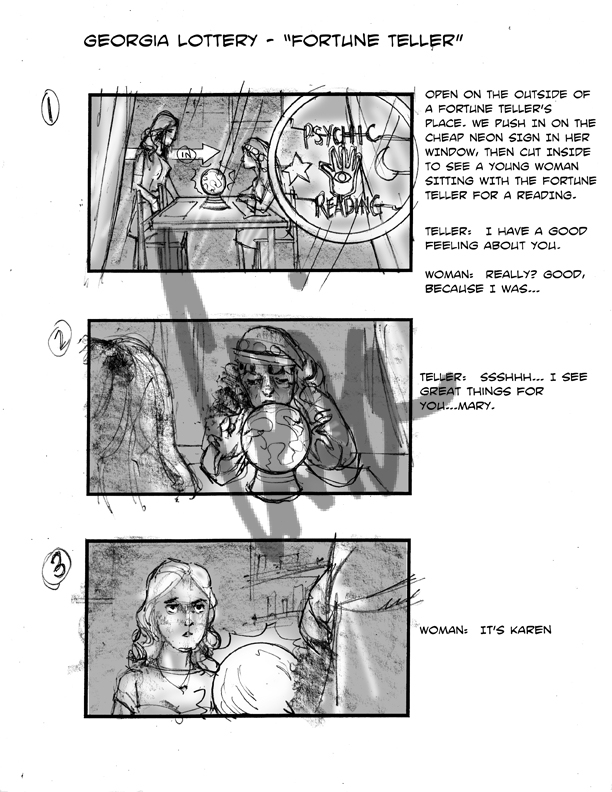 GEORGIA LOTTERY - "FORTUNE TELLER"
1
OPEN ON THE OUTSIDE OF
A FORTUNE TELLER'S
PLACE. WE PUSH IN ON THE
CHEAP NEON SIGN IN HER
WINDOW, THEN CUT INSIDE
TO SEE A YOUNG WOMAN
SITTING WITH THE FORTUNE
TELLER FOR A READING.
TELLER: I HAVE A GOOD
FEELING ABOUT YOU.
WOMAN: REALLY? GOOD,
BECAUSE I WAS...
IN
PSYCHIC
READING
2
TELLER: SSSHHH... I SEE
GREAT THINGS FOR
YOU...MARY.
3
WOMAN: IT'S KAREN